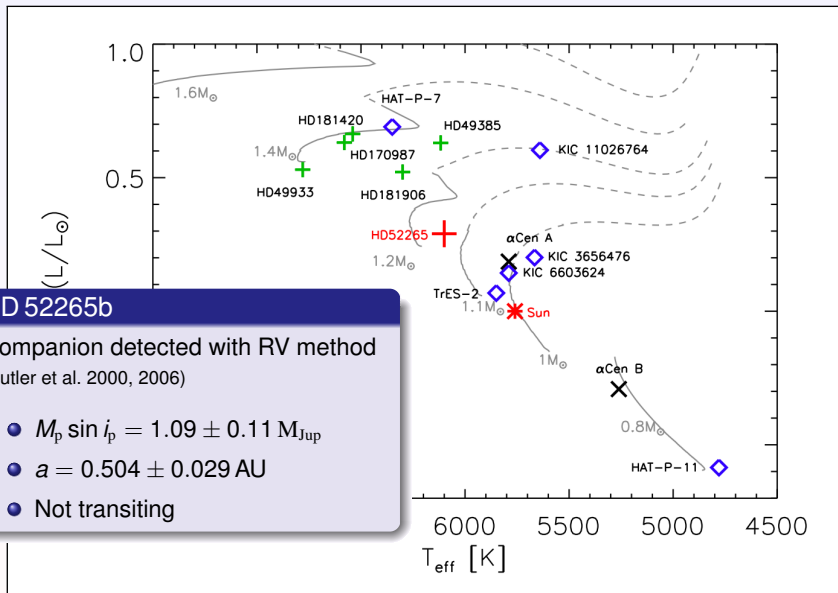 1.0
1.6M⊙
HAT-P-7
HD181420
HD49385
KIC 11026764
1.4M⊙
HD170987
0.5
HD49933
HD181906
HD52265
αCen A
KIC 3656476
1.2M⊙
KIC 6603624
(L/L⊙)
TrES-2
1.1M⊙
Sun
D 52265b
ompanion detected with RV method
utler et al. 2000, 2006)
1M⊙
αCen B
Mp sin ip = 1.09 ± 0.11 MJup
0.8M⊙
a = 0.504 ± 0.029 AU
HAT-P-11
Not transiting
6000 5500 5000 4500
Teff [K]